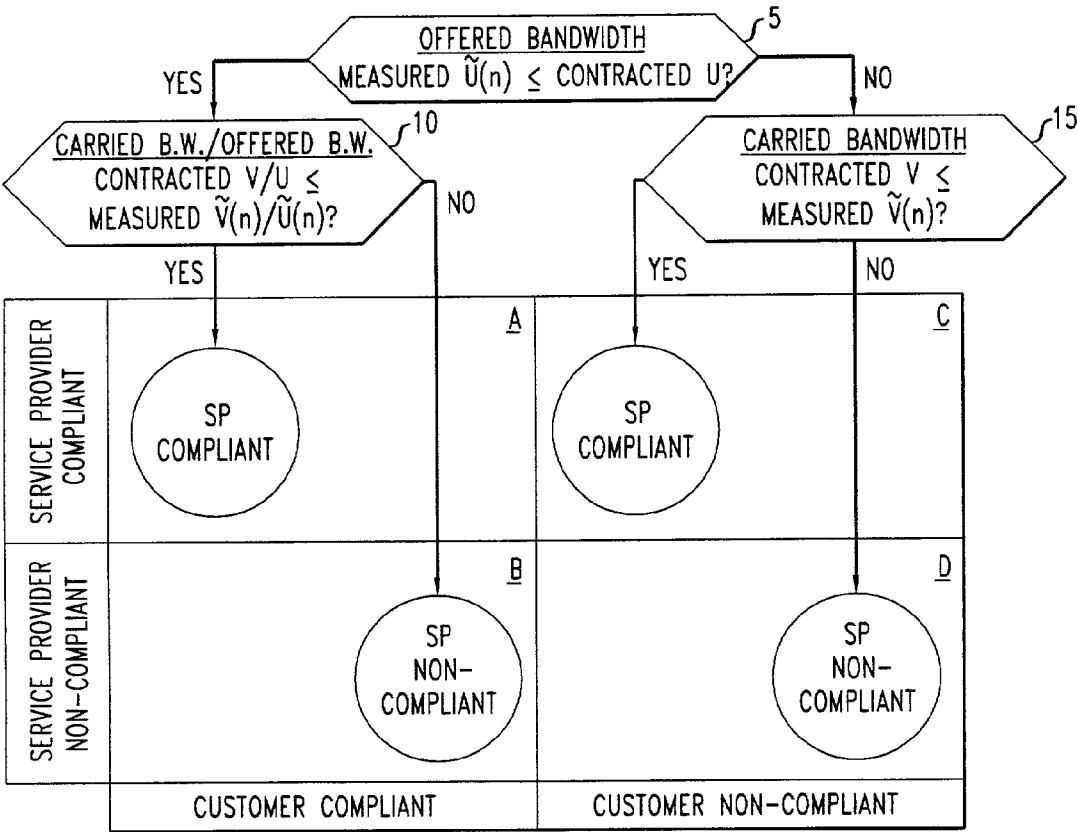 5
OFFERED BANDWIDTH
MEASURED Ũ(n) ≤ CONTRACTED U?
YES
NO
10
CARRIED B.W./OFFERED B.W.
CONTRACTED V/U ≤
MEASURED Ṽ(n)/Ũ(n)?
15
CARRIED BANDWIDTH
CONTRACTED V ≤
MEASURED Ṽ(n)?
NO
YES
YES
NO
SERVICE PROVIDER
COMPLIANT
A
SP
COMPLIANT
C
SP
COMPLIANT
SERVICE PROVIDER
NON-COMPLIANT
B
SP
NON-
COMPLIANT
D
SP
NON-
COMPLIANT
CUSTOMER COMPLIANT
CUSTOMER NON-COMPLIANT